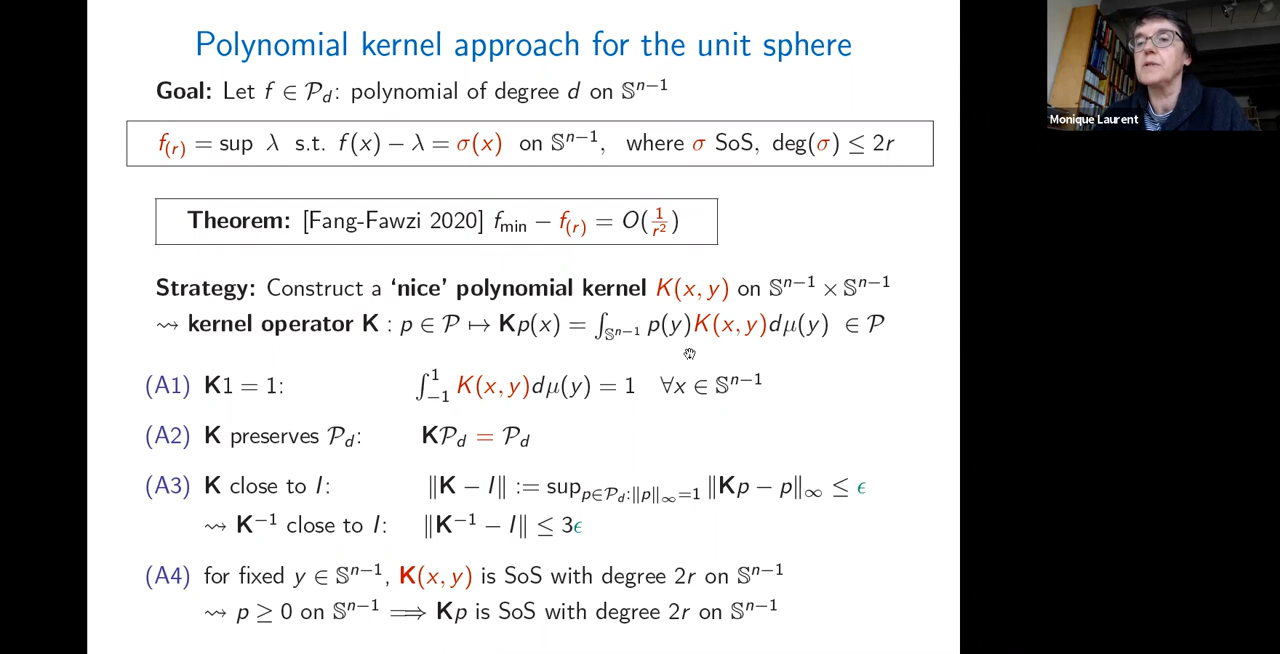 Polynomial kernel approach for the unit sphere
Goal: Let f ∈ 𝒫_d: polynomial of degree d on 𝕊^{n−1}
f_{(r)} = sup λ s.t. f(x) − λ = σ(x) on 𝕊^{n−1}, where σ SoS, deg(σ) ≤ 2r
Theorem: [Fang-Fawzi 2020] f_min − f_{(r)} = O(1/r²)
Strategy: Construct a ‘nice’ polynomial kernel K(x, y) on 𝕊^{n−1} × 𝕊^{n−1}
⇝ kernel operator K : p ∈ 𝒫 ↦ Kp(x) = ∫_{𝕊^{n−1}} p(y)K(x, y)dμ(y) ∈ 𝒫
(A1) K1 = 1: ∫_{−1}^{1} K(x, y)dμ(y) = 1 ∀x ∈ 𝕊^{n−1}
(A2) K preserves 𝒫_d: K𝒫_d = 𝒫_d
(A3) K close to I: ‖K − I‖ := sup_{p∈𝒫_d:‖p‖_∞=1} ‖Kp − p‖_∞ ≤ ϵ
⇝ K^{−1} close to I: ‖K^{−1} − I‖ ≤ 3ϵ
(A4) for fixed y ∈ 𝕊^{n−1}, K(x, y) is SoS with degree 2r on 𝕊^{n−1}
⇝ p ≥ 0 on 𝕊^{n−1} ⟹ Kp is SoS with degree 2r on 𝕊^{n−1}
Monique Laurent